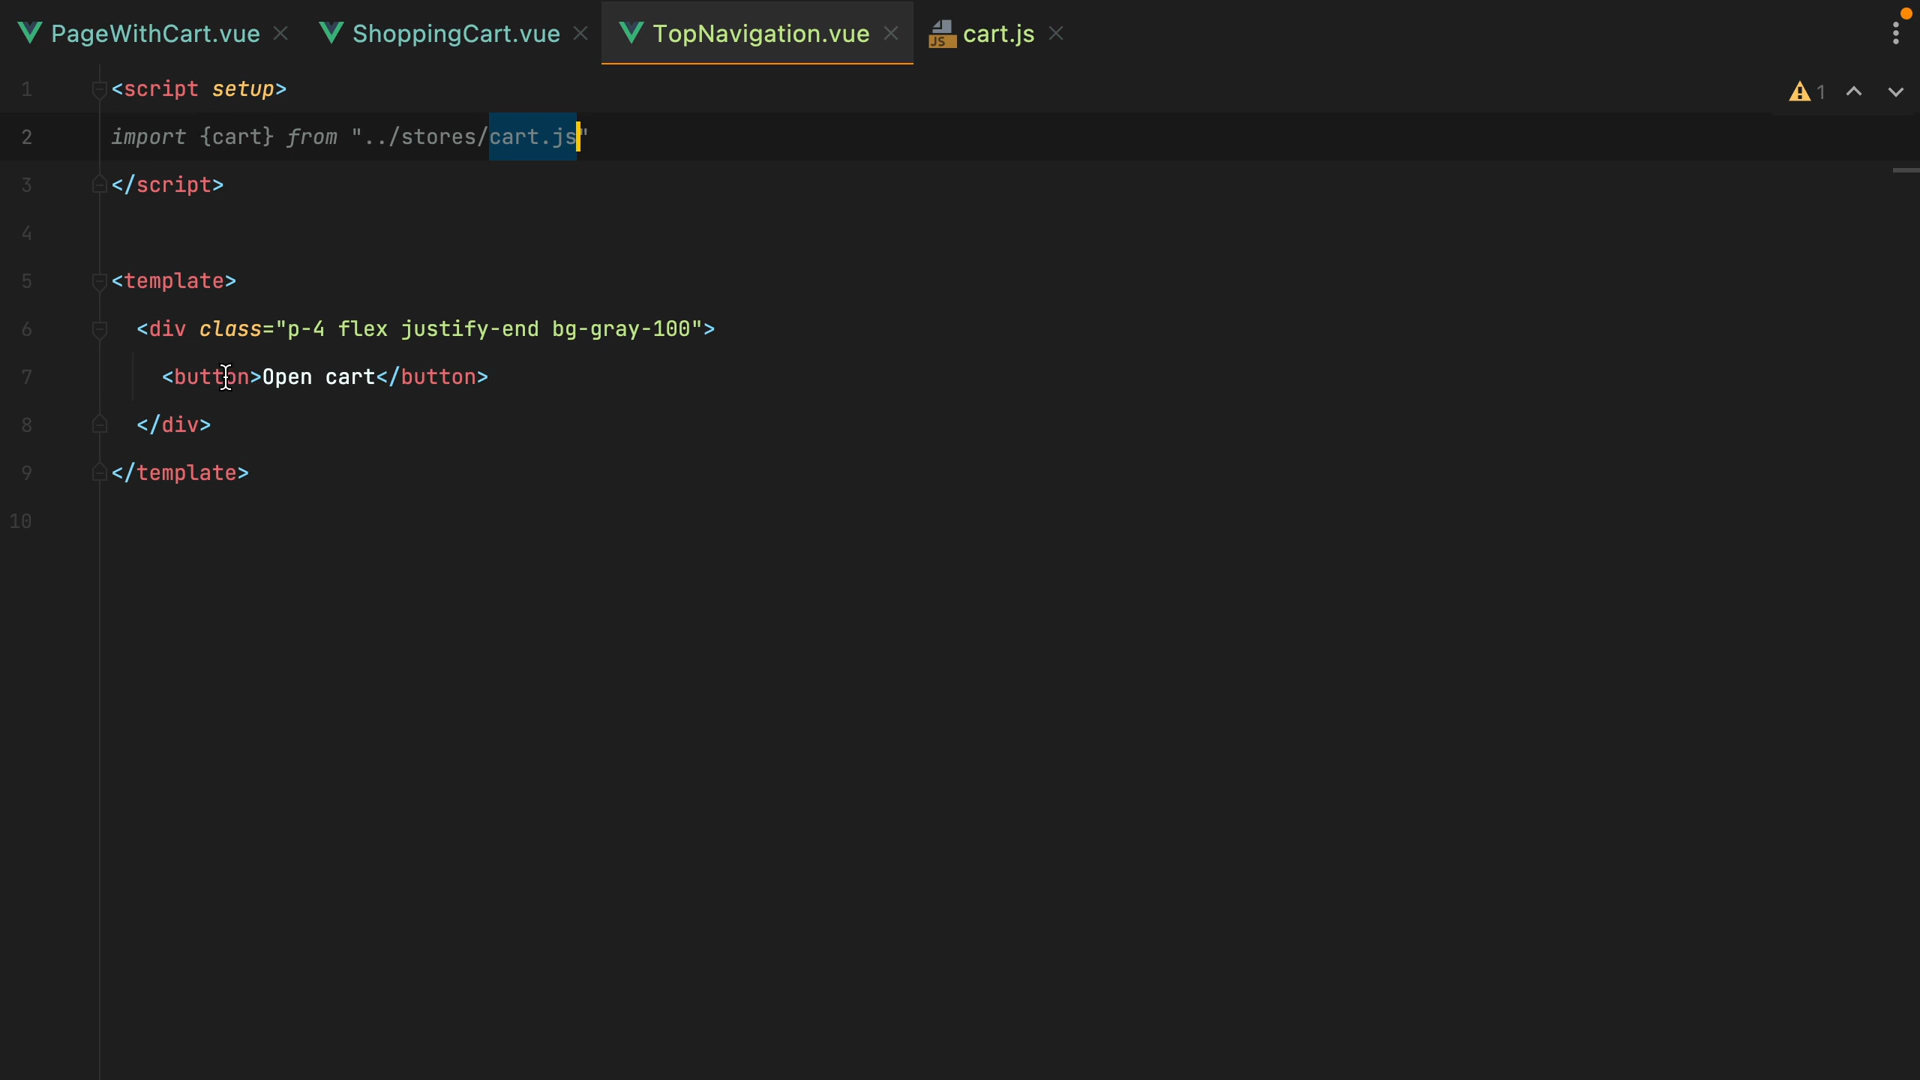 PageWithCart.vue ShoppingCart.vue TopNavigation.vue JS cart.js
1 <script setup> 1
2 import {cart} from "../stores/cart.js"
3 </script>
4
5 <template>
6 <div class="p-4 flex justify-end bg-gray-100">
7 <button>Open cart</button>
8 </div>
9 </template>
10